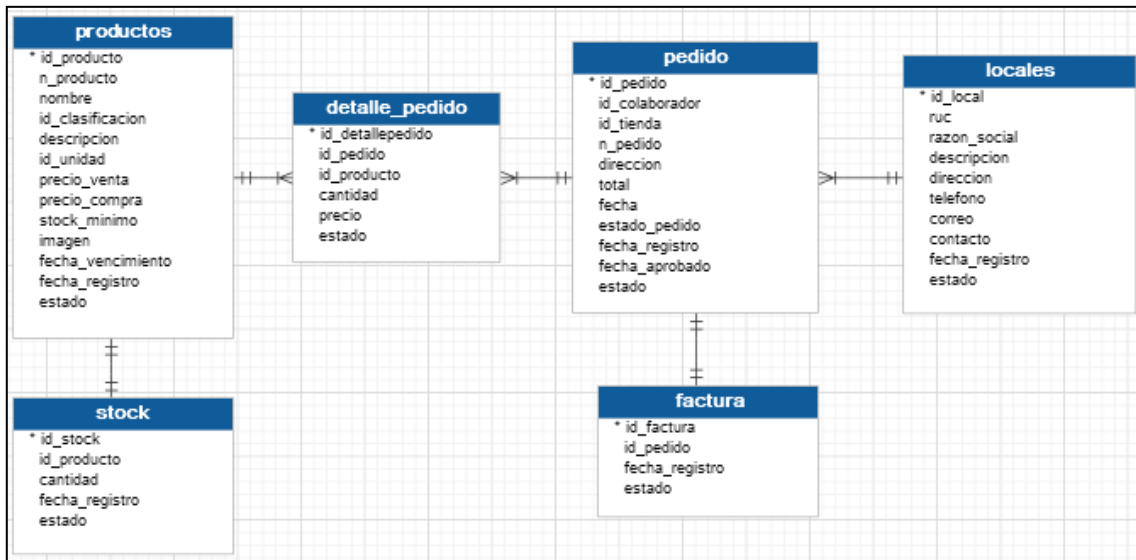 productos
* id_producto
n_producto
nombre
id_clasificacion
descripcion
id_unidad
precio_venta
precio_compra
stock_minimo
imagen
fecha_vencimiento
fecha_registro
estado
detalle_pedido
* id_detallepedido
id_pedido
id_producto
cantidad
precio
estado
pedido
* id_pedido
id_colaborador
id_tienda
n_pedido
direccion
total
fecha
estado_pedido
fecha_registro
fecha_aprobado
estado
locales
* id_local
ruc
razon_social
descripcion
direccion
telefono
correo
contacto
fecha_registro
estado
stock
* id_stock
id_producto
cantidad
fecha_registro
estado
factura
* id_factura
id_pedido
fecha_registro
estado